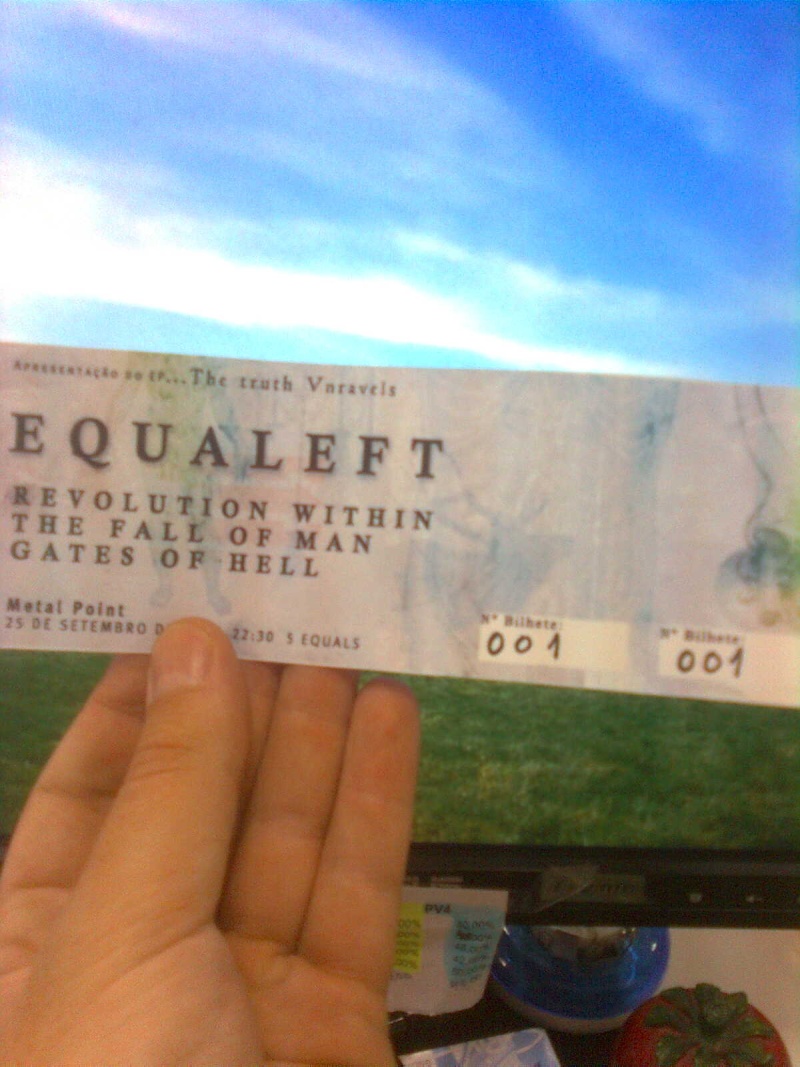 Apresentação do EP...The truth Vnravels
EQUALEFT
REVOLUTION WITHIN
THE FALL OF MAN
GATES OF HELL
Metal Point
25 DE SETEMBRO D 22:30 5 EQUALS
Nº Bilhete:
001
Nº Bilhete:
001
PV4